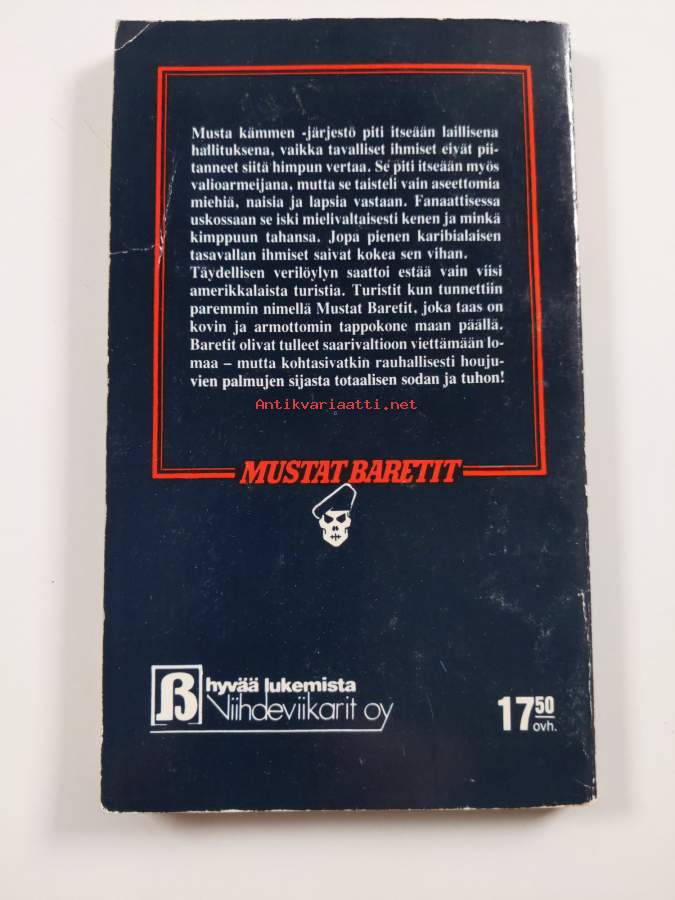 Musta kämmen -järjestö piti itseään laillisena
hallituksena, vaikka tavalliset ihmiset eivät pii-
tanneet siitä himpun vertaa. Se piti itseään myös
valioarmeijana, mutta se taisteli vain aseettomia
miehiä, naisia ja lapsia vastaan. Fanaattisessa
uskossaan se iski mielivaltaisesti kenen ja minkä
kimppuun tahansa. Jopa pienen karibialaisen
tasavallan ihmiset saivat kokea sen vihan.
Täydellisen verilöylyn saattoi estää vain viisi
amerikkalaista turistia. Turistit kun tunnettiin
paremmin nimellä Mustat Baretit, joka taas on
kovin ja armottomin tappokone maan päällä.
Baretit olivat tulleet saarivaltioon viettämään lo-
maa – mutta kohtasivatkin rauhallisesti houju-
vien palmujen sijasta totaalisen sodan ja tuhon!
Antikvariaatti.net
MUSTAT BARETIT
hyvää lukemista
Viihdeviikarit oy
17 50
ovh.